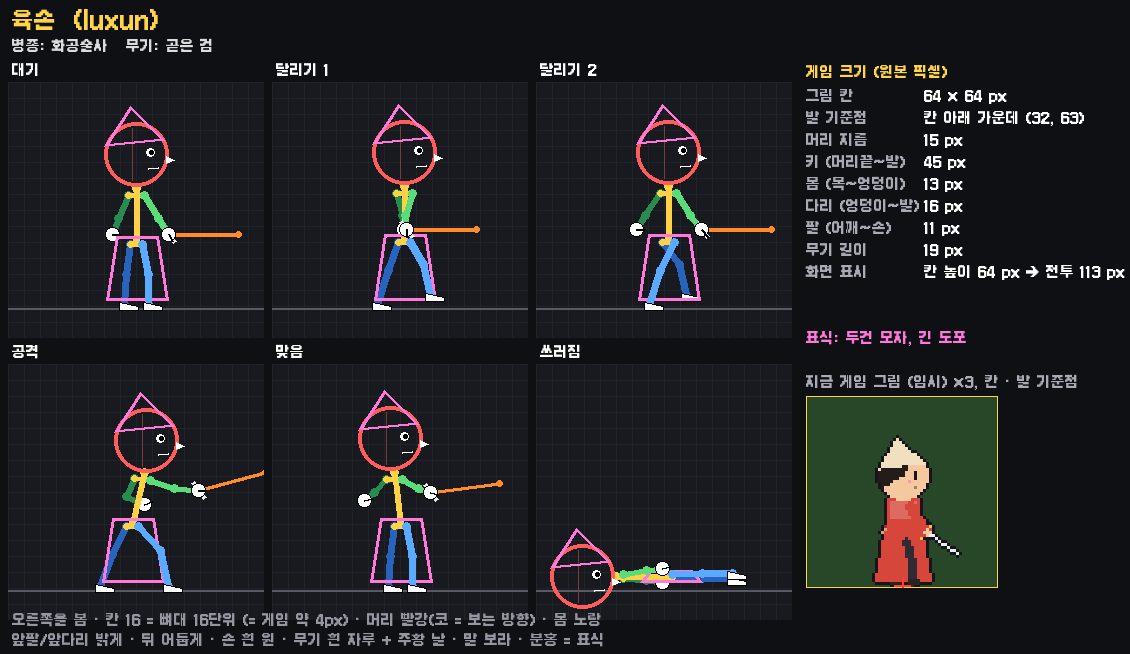 육손 (luxun)
병종: 화공술사 무기: 곧은 검
대기
달리기 1
달리기 2
공격
맞음
쓰러짐
오른쪽을 봄 · 칸 16 = 뼈대 16단위 (= 게임 약 4px) · 머리 빨강(코 = 보는 방향) · 몸 노랑
앞팔/앞다리 밝게 · 뒤 어둡게 · 손 흰 원 · 무기 흰 자루 + 주황 날 · 말 보라 · 분홍 = 표식
게임 크기 (원본 픽셀)
그림 칸 64 × 64 px
발 기준점 칸 아래 가운데 (32, 63)
머리 지름 15 px
키 (머리끝~발) 45 px
몸 (목~엉덩이) 13 px
다리 (엉덩이~발) 16 px
팔 (어깨~손) 11 px
무기 길이 19 px
화면 표시 칸 높이 64 px → 전투 113 px
표식: 두건 모자, 긴 도포
지금 게임 그림 (임시) ×3, 칸 · 발 기준점